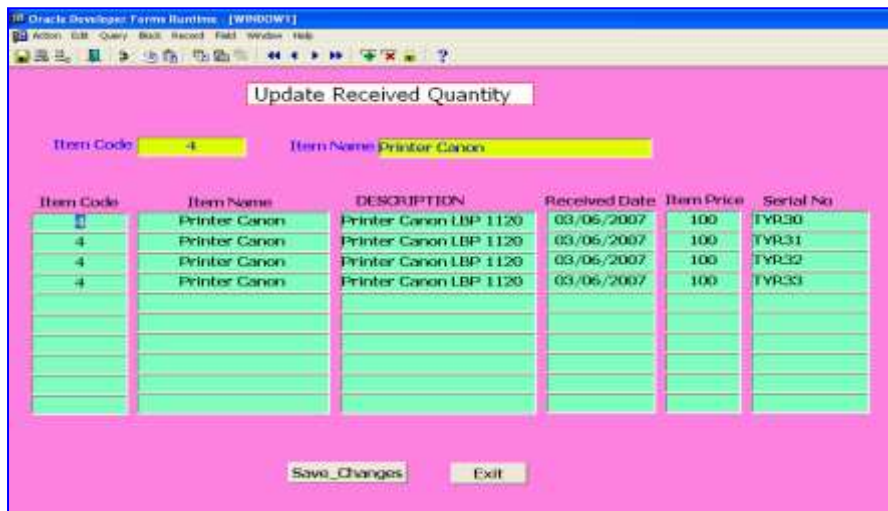 Oracle Developer Forms Runtime - [WINDOW1]
Action Edit Query Block Record Field Window Help
Update Received Quantity
Item Code 4 Item Name Printer Canon
Item Code Item Name DESCRIPTION Received Date Item Price Serial No
4 Printer Canon Printer Canon LBP 1120 03/06/2007 100 TYR30
4 Printer Canon Printer Canon LBP 1120 03/06/2007 100 TYR31
4 Printer Canon Printer Canon LBP 1120 03/06/2007 100 TYR32
4 Printer Canon Printer Canon LBP 1120 03/06/2007 100 TYR33
Save_Changes Exit